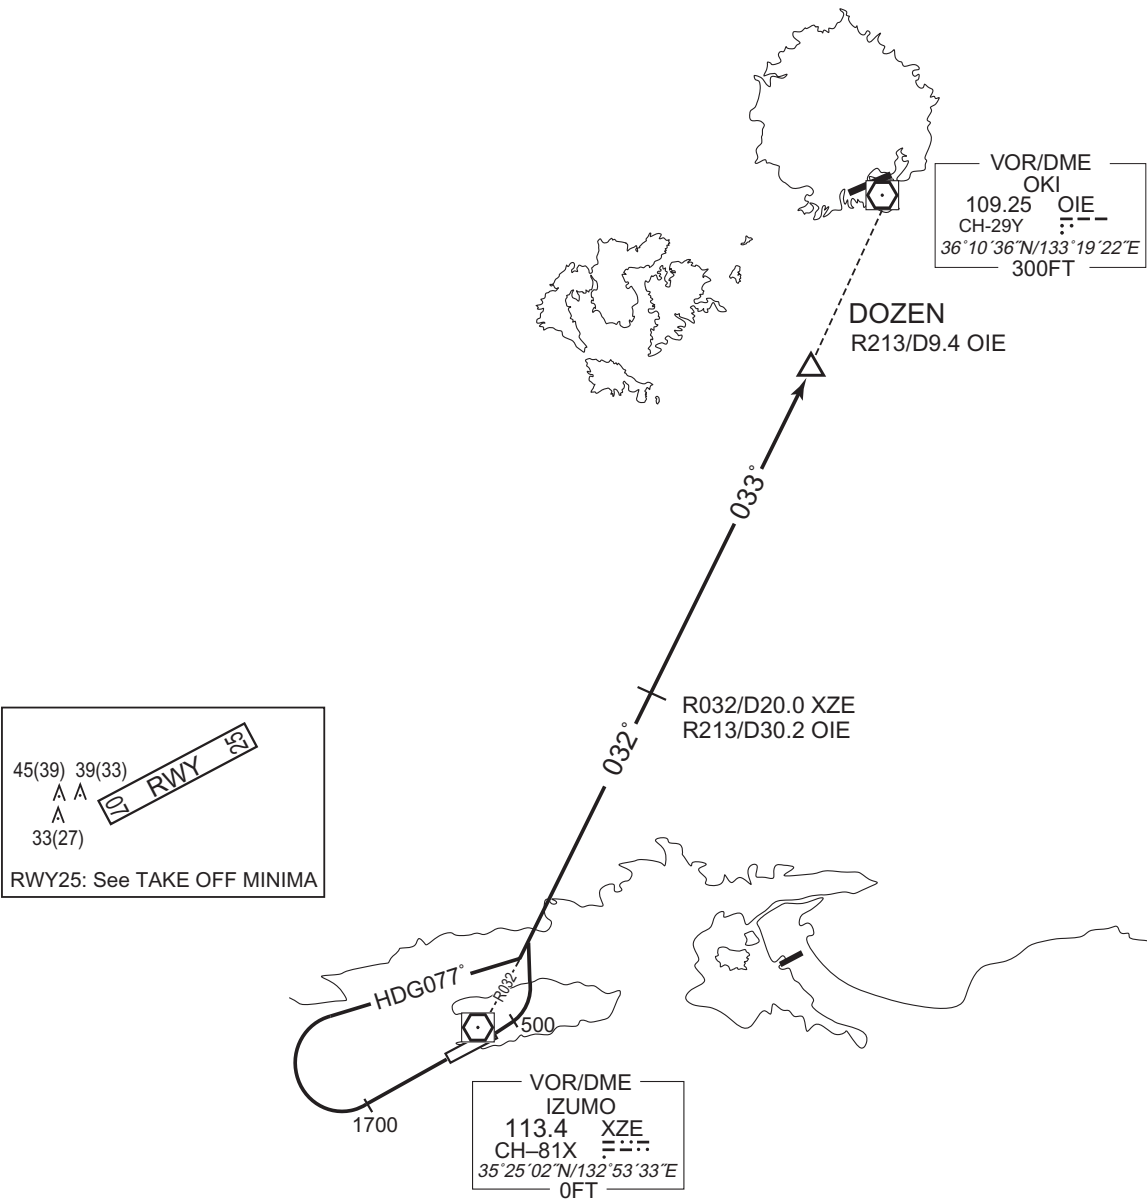 VOR/DME
OKI
109.25 OIE
CH-29Y
36°10´36˝N/133°19´22˝E
300FT
DOZEN
R213/D9.4 OIE
033°
R032/D20.0 XZE
R213/D30.2 OIE
032°
45(39) 39(33)
33(27)
07 RWY 25
RWY25: See TAKE OFF MINIMA
HDG077°
R032
500
1700
VOR/DME
IZUMO
113.4 XZE
CH–81X
35°25´02˝N/132°53´33˝E
0FT